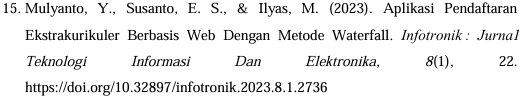 15. Mulyanto, Y., Susanto, E. S., & Ilyas, M. (2023). Aplikasi Pendaftaran
Ekstrakurikuler Berbasis Web Dengan Metode Waterfall. Infotronik : Jurnal
Teknologi Informasi Dan Elektronika, 8(1), 22.
https://doi.org/10.32897/infotronik.2023.8.1.2736